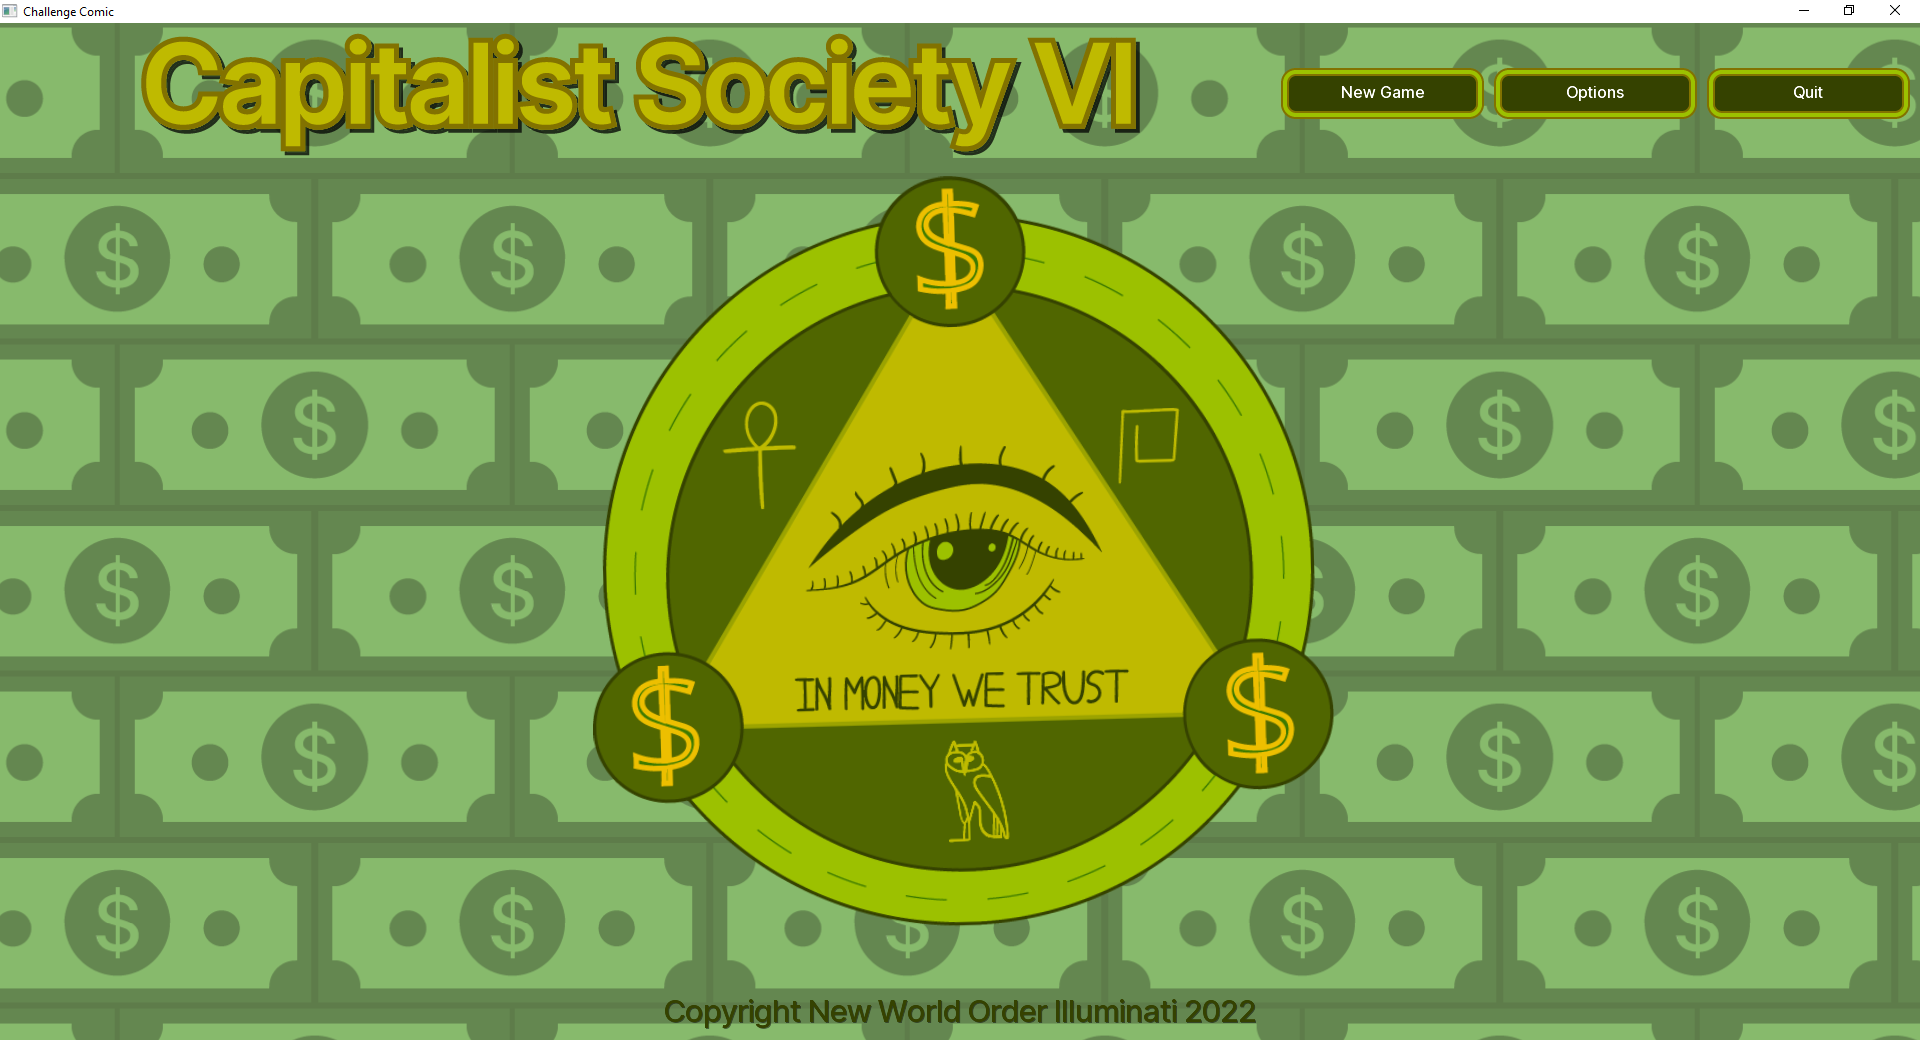 Challenge Comic
Capitalist Society VI
New Game
Options
Quit
$
IN MONEY WE TRUST
$
$
Copyright New World Order Illuminati 2022